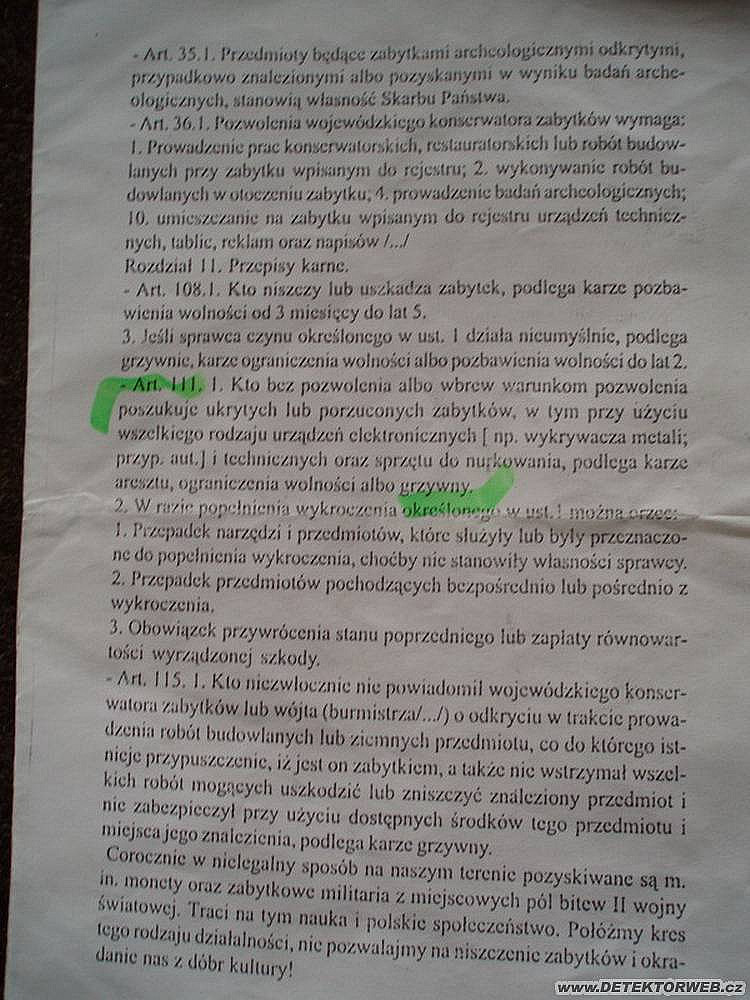 - Art. 35.1. Przedmioty będące zabytkami archeologicznymi odkrytymi,
przypadkowo znalezionymi albo pozyskanymi w wyniku badań arche-
ologicznych, stanowią własność Skarbu Państwa.
- Art. 36.1. Pozwolenia wojewódzkiego konserwatora zabytków wymaga:
1. Prowadzenie prac konserwatorskich, restauratorskich lub robót budow-
lanych przy zabytku wpisanym do rejestru; 2. wykonywanie robót bu-
dowlanych w otoczeniu zabytku; 4. prowadzenie badań archeologicznych;
10. umieszczanie na zabytku wpisanym do rejestru urządzeń technicz-
nych, tablic, reklam oraz napisów /.../
Rozdział 11. Przepisy karne.
- Art. 108.1. Kto niszczy lub uszkadza zabytek, podlega karze pozba-
wienia wolności od 3 miesięcy do lat 5.
3. Jeśli sprawca czynu określonego w ust. 1 działa nieumyślnie, podlega
grzywnie, karze ograniczenia wolności albo pozbawienia wolności do lat 2.
- Art. 111. 1. Kto bez pozwolenia albo wbrew warunkom pozwolenia
poszukuje ukrytych lub porzuconych zabytków, w tym przy użyciu
wszelkiego rodzaju urządzeń elektronicznych [ np. wykrywacza metali;
przyp. aut.] i technicznych oraz sprzętu do nurkowania, podlega karze
aresztu, ograniczenia wolności albo grzywny.
2. W razie popełnienia wykroczenia określonego w ust.1 można orzec:
1. Przepadek narzędzi i przedmiotów, które służyły lub były przeznaczo-
ne do popełnienia wykroczenia, choćby nie stanowiły własności sprawcy.
2. Przepadek przedmiotów pochodzących bezpośrednio lub pośrednio z
wykroczenia.
3. Obowiązek przywrócenia stanu poprzedniego lub zapłaty równowar-
tości wyrządzonej szkody.
- Art. 115. 1. Kto niezwłocznie nie powiadomił wojewódzkiego konser-
watora zabytków lub wójta (burmistrza/.../) o odkryciu w trakcie prowa-
dzenia robót budowlanych lub ziemnych przedmiotu, co do którego ist-
nieje przypuszczenie, iż jest on zabytkiem, a także nie wstrzymał wszel-
kich robót mogących uszkodzić lub zniszczyć znaleziony przedmiot i
nie zabezpieczył przy użyciu dostępnych środków tego przedmiotu i
miejsca jego znalezienia, podlega karze grzywny.
Corocznie w nielegalny sposób na naszym terenie pozyskiwane są m.
in. monety oraz zabytkowe militaria z miejscowych pól bitew II wojny
światowej. Traci na tym nauka i polskie społeczeństwo. Połóżmy kres
tego rodzaju działalności, nie pozwalajmy na niszczenie zabytków i okra-
danie nas z dóbr kultury!
www.DETEKTORWEB.cz